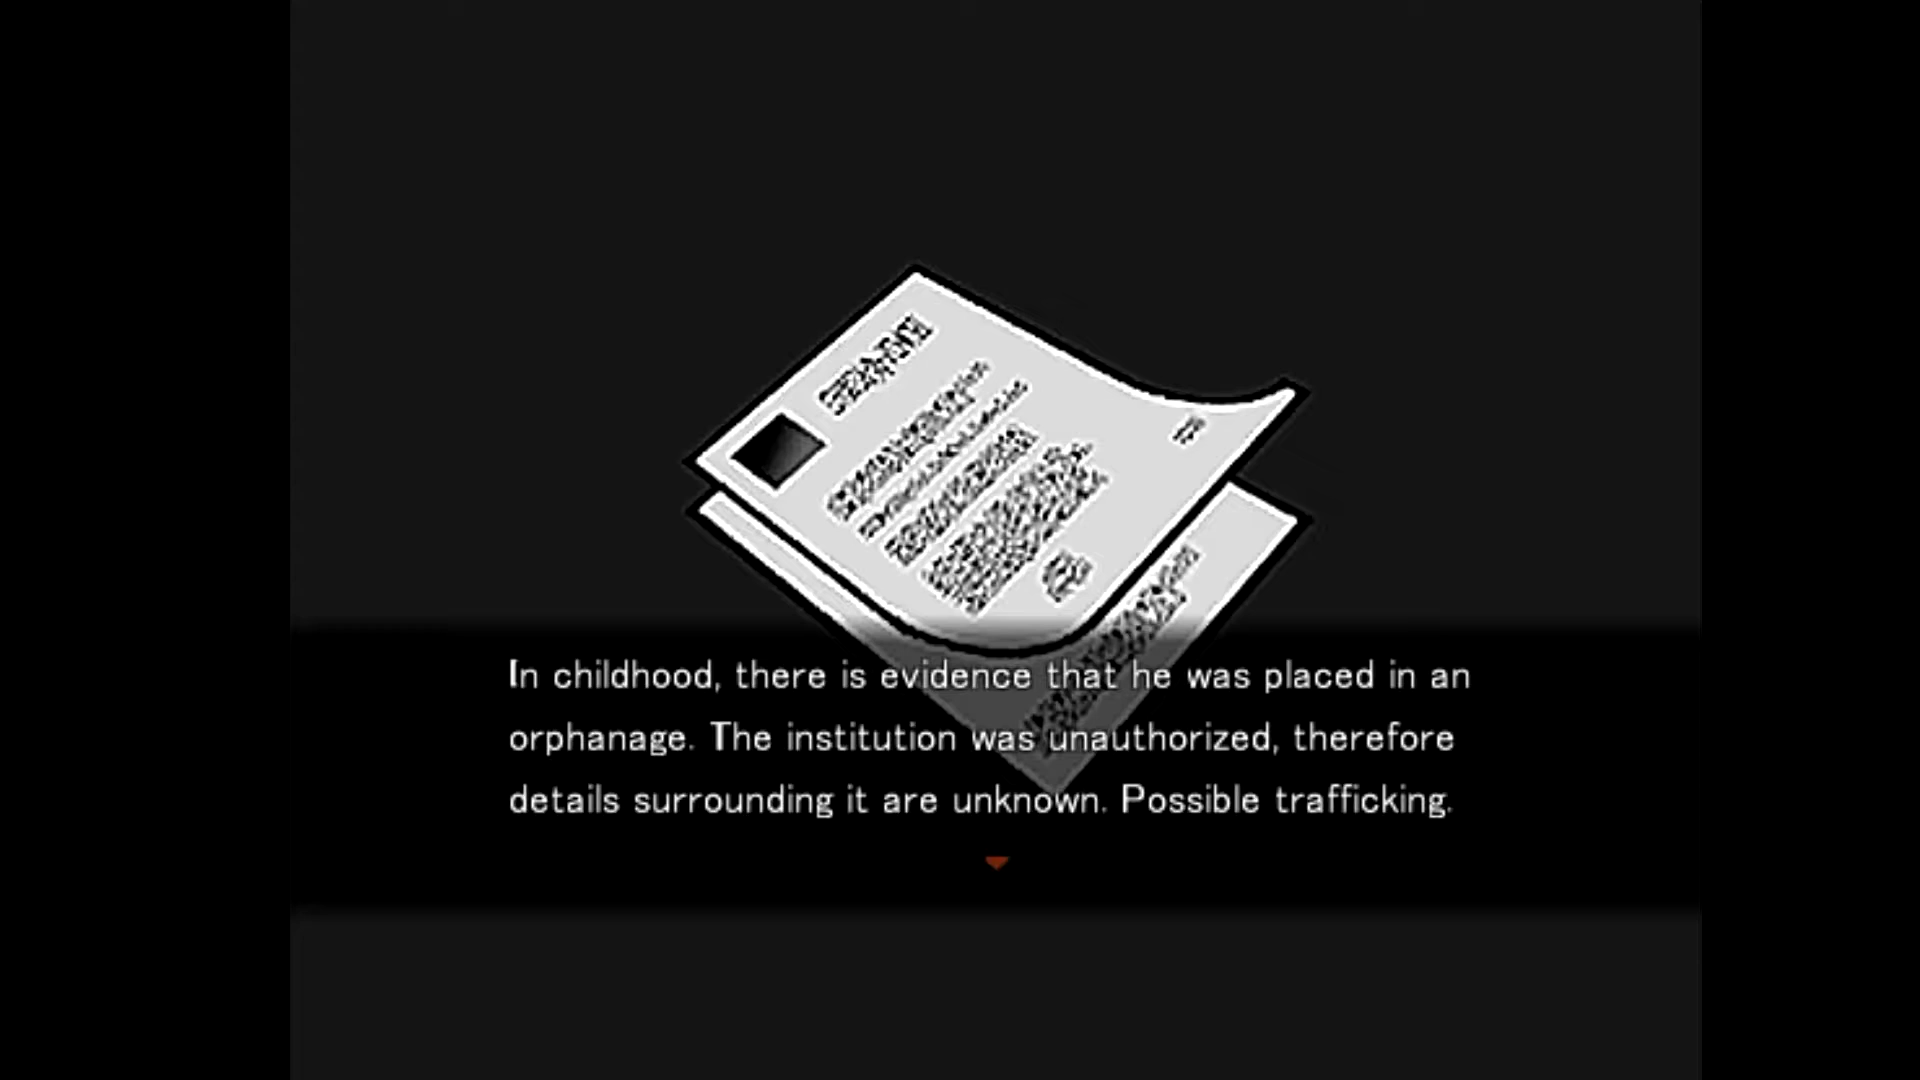 In childhood, there is evidence that he was placed in an
orphanage. The institution was unauthorized, therefore
details surrounding it are unknown. Possible trafficking.